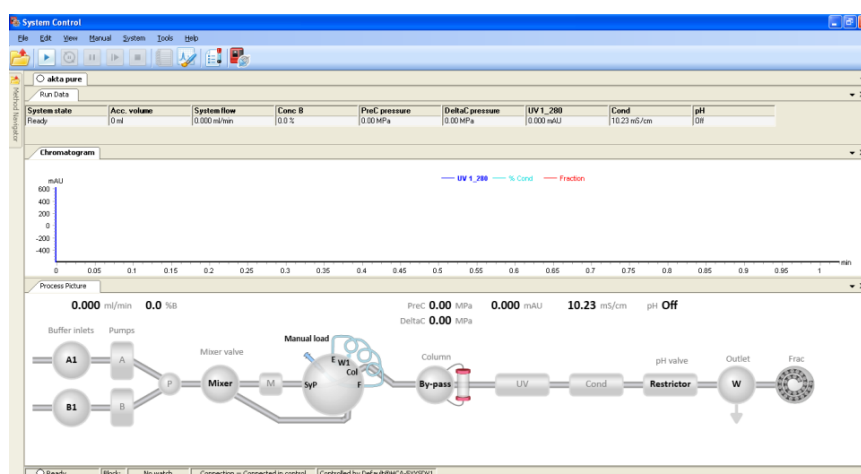 System Control
File Edit View Manual System Tools Help
akta pure
Run Data
Method Navigator
System state Acc. volume System flow Conc B PreC pressure DeltaC pressure UV 1_280 Cond pH
Ready 0 ml 0.000 ml/min 0.0 % 0.00 MPa 0.00 MPa 0.000 mAU 10.23 mS/cm Off
Chromatogram
mAU
UV 1_280 % Cond Fraction
600
400
200
0
-200
-400
min
0 0.05 0.1 0.15 0.2 0.25 0.3 0.35 0.4 0.45 0.5 0.55 0.6 0.65 0.7 0.75 0.8 0.85 0.9 0.95 1
Process Picture
0.000 ml/min 0.0 %B PreC 0.00 MPa 0.000 mAU 10.23 mS/cm pH Off
DeltaC 0.00 MPa
Buffer inlets Pumps
Manual load
Mixer valve Column pH valve Outlet Frac
E W1
Col
A1 A
P Mixer M SyP F By-pass UV Cond Restrictor W
B1 B
Ready No watch Connection = Connected in control Controlled by